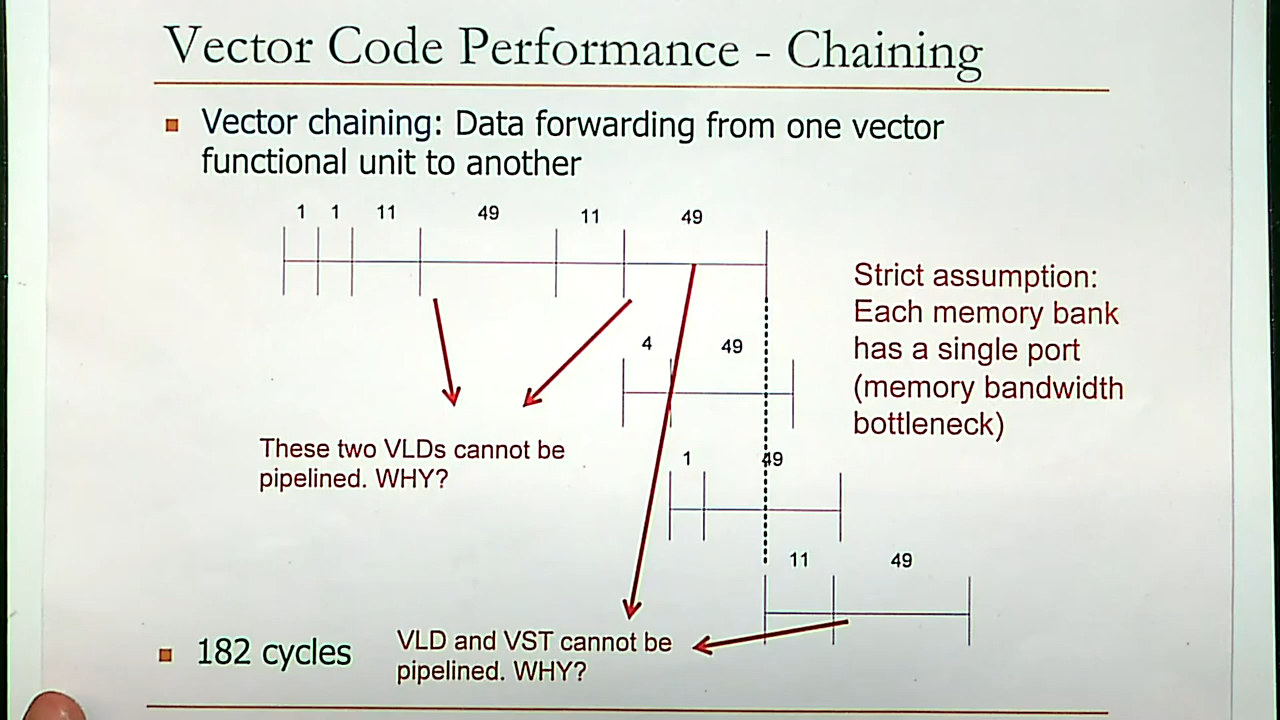 Vector Code Performance - Chaining
■ Vector chaining: Data forwarding from one vector
functional unit to another
1 1 11 49 11 49
Strict assumption:
Each memory bank
has a single port
(memory bandwidth
bottleneck)
4 49
These two VLDs cannot be
pipelined. WHY?
1 49
11 49
■ 182 cycles
VLD and VST cannot be
pipelined. WHY?